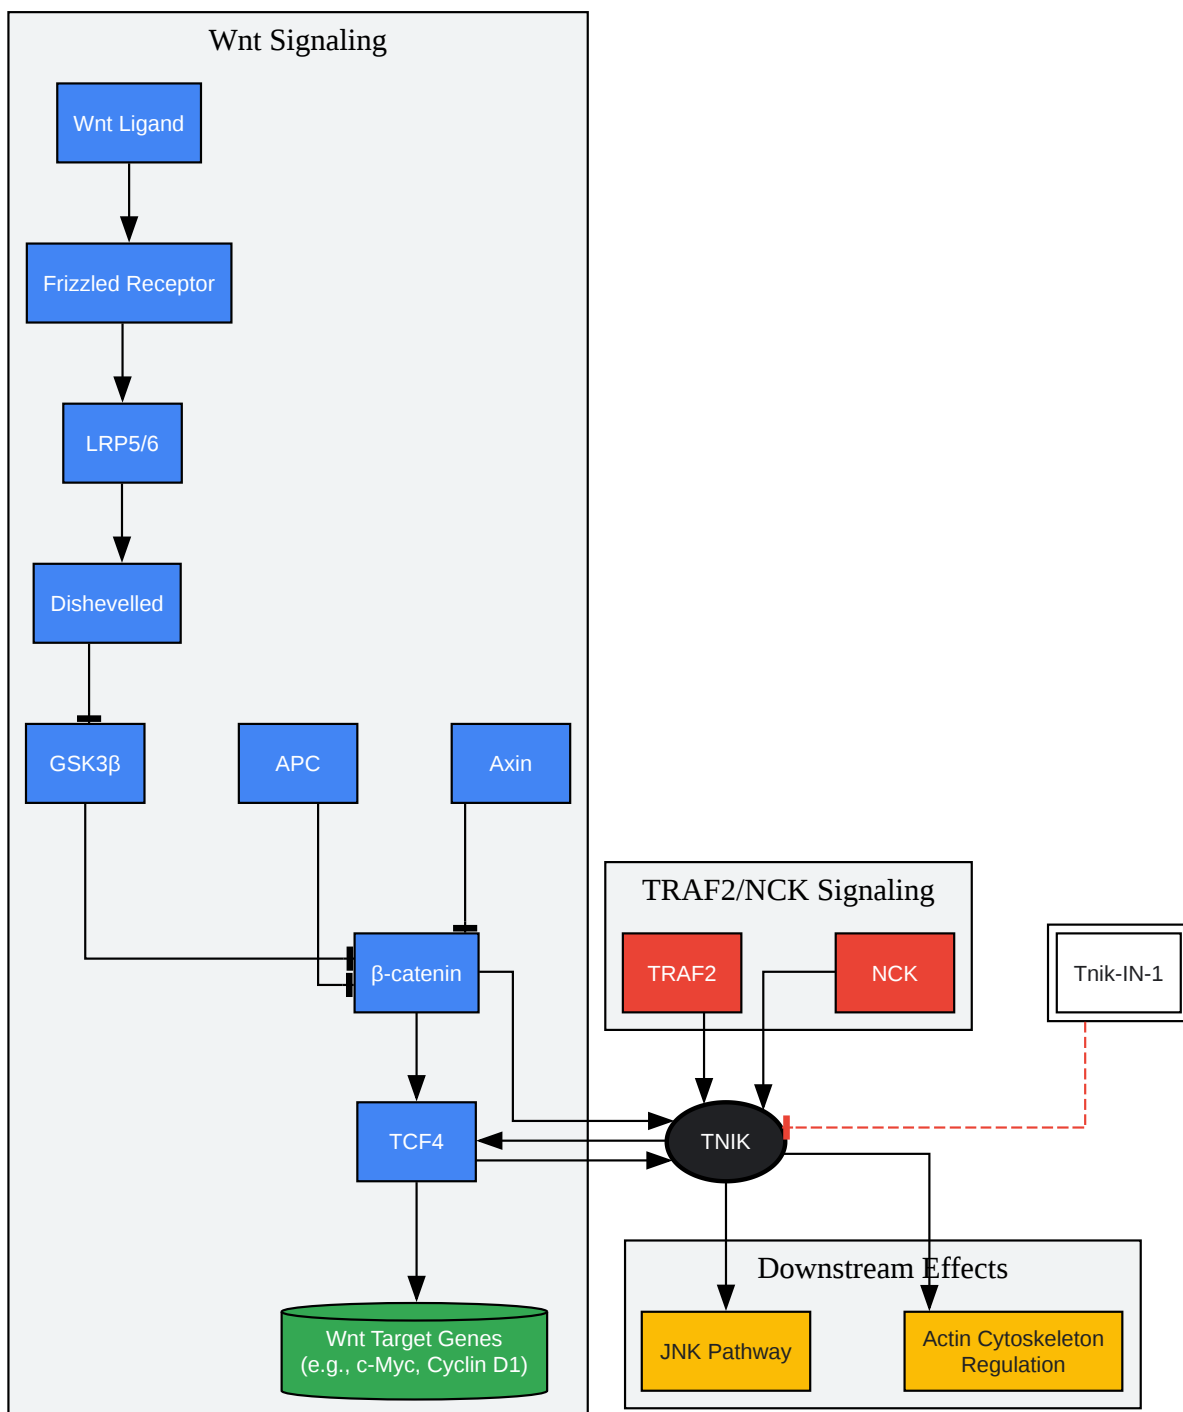 Wnt Signaling
Wnt Ligand
Frizzled Receptor
LRP5/6
Dishevelled
GSK3β
APC
Axin
β-catenin
TCF4
Wnt Target Genes
(e.g., c-Myc, Cyclin D1)
TRAF2/NCK Signaling
TRAF2
NCK
Tnik-IN-1
TNIK
Downstream Effects
JNK Pathway
Actin Cytoskeleton
Regulation